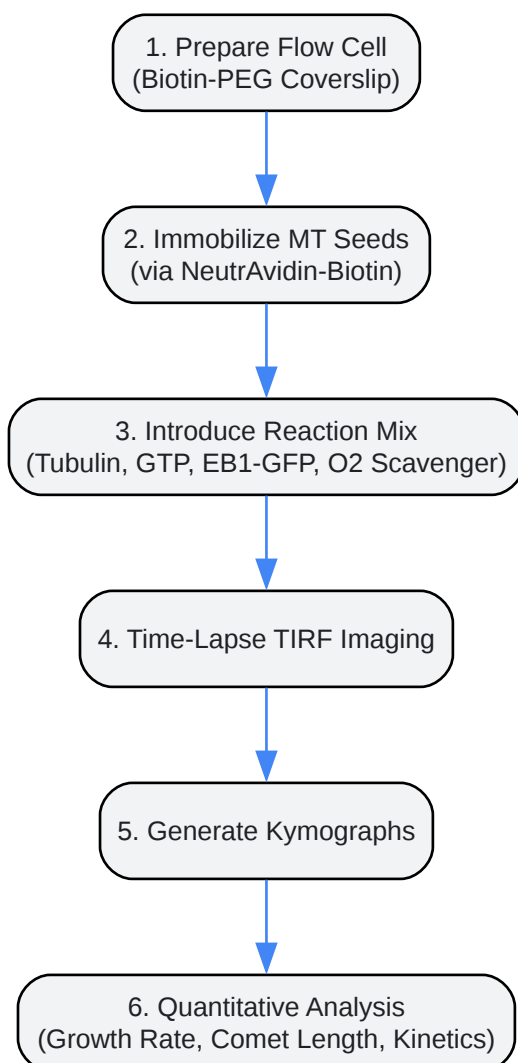 1. Prepare Flow Cell
(Biotin-PEG Coverslip)
2. Immobilize MT Seeds
(via NeutrAvidin-Biotin)
3. Introduce Reaction Mix
(Tubulin, GTP, EB1-GFP, O2 Scavenger)
4. Time-Lapse TIRF Imaging
5. Generate Kymographs
6. Quantitative Analysis
(Growth Rate, Comet Length, Kinetics)